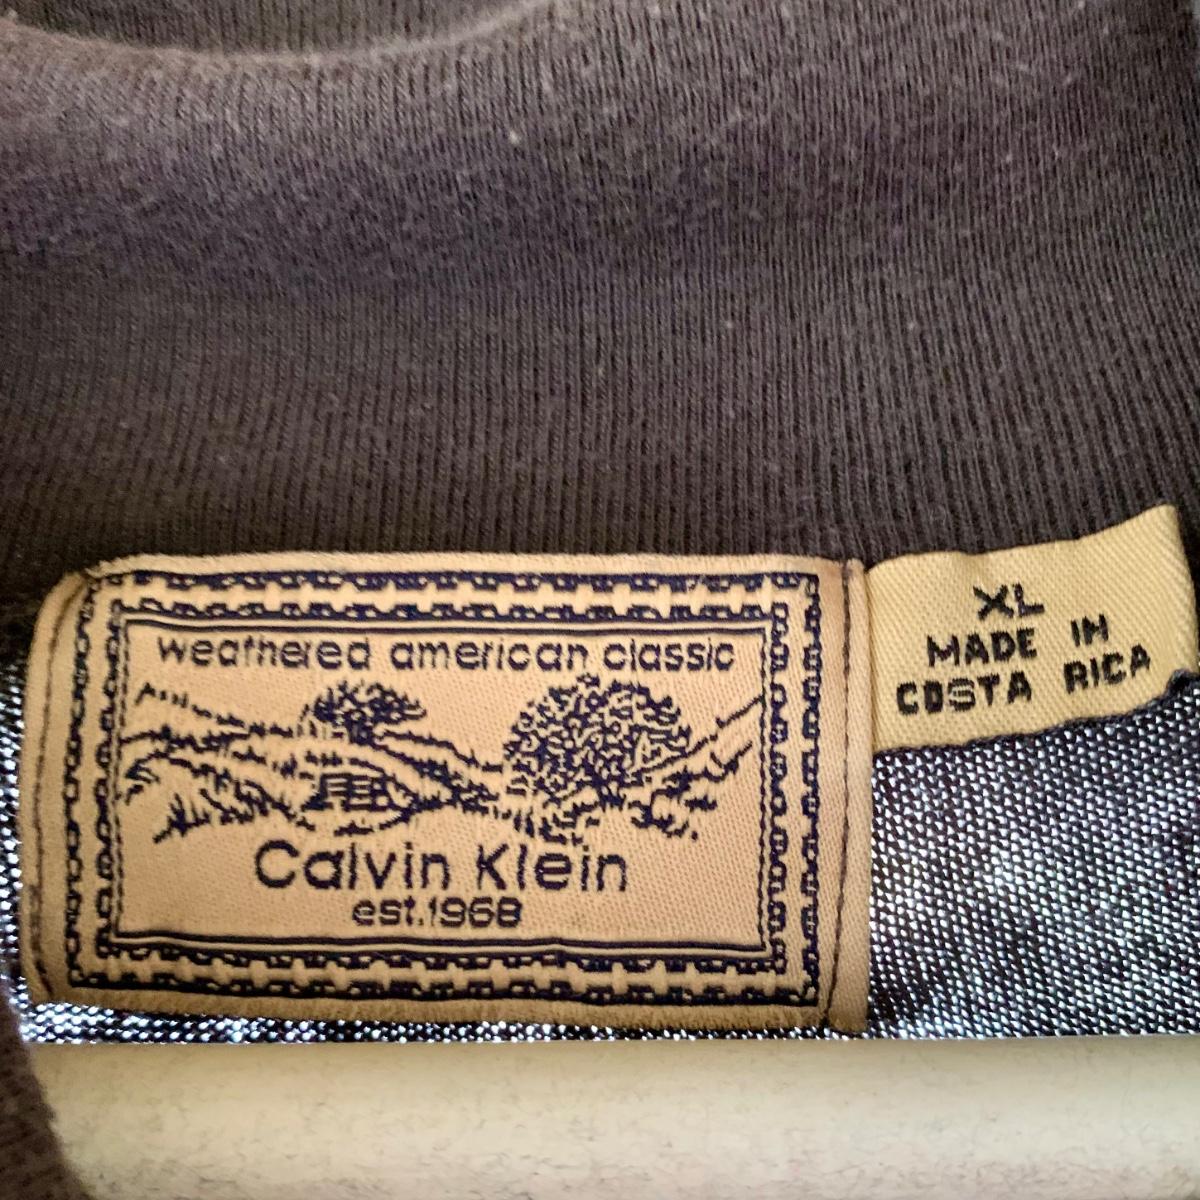 weathered american classic
Calvin Klein
est.1968
XL
MADE IN
COSTA RICA